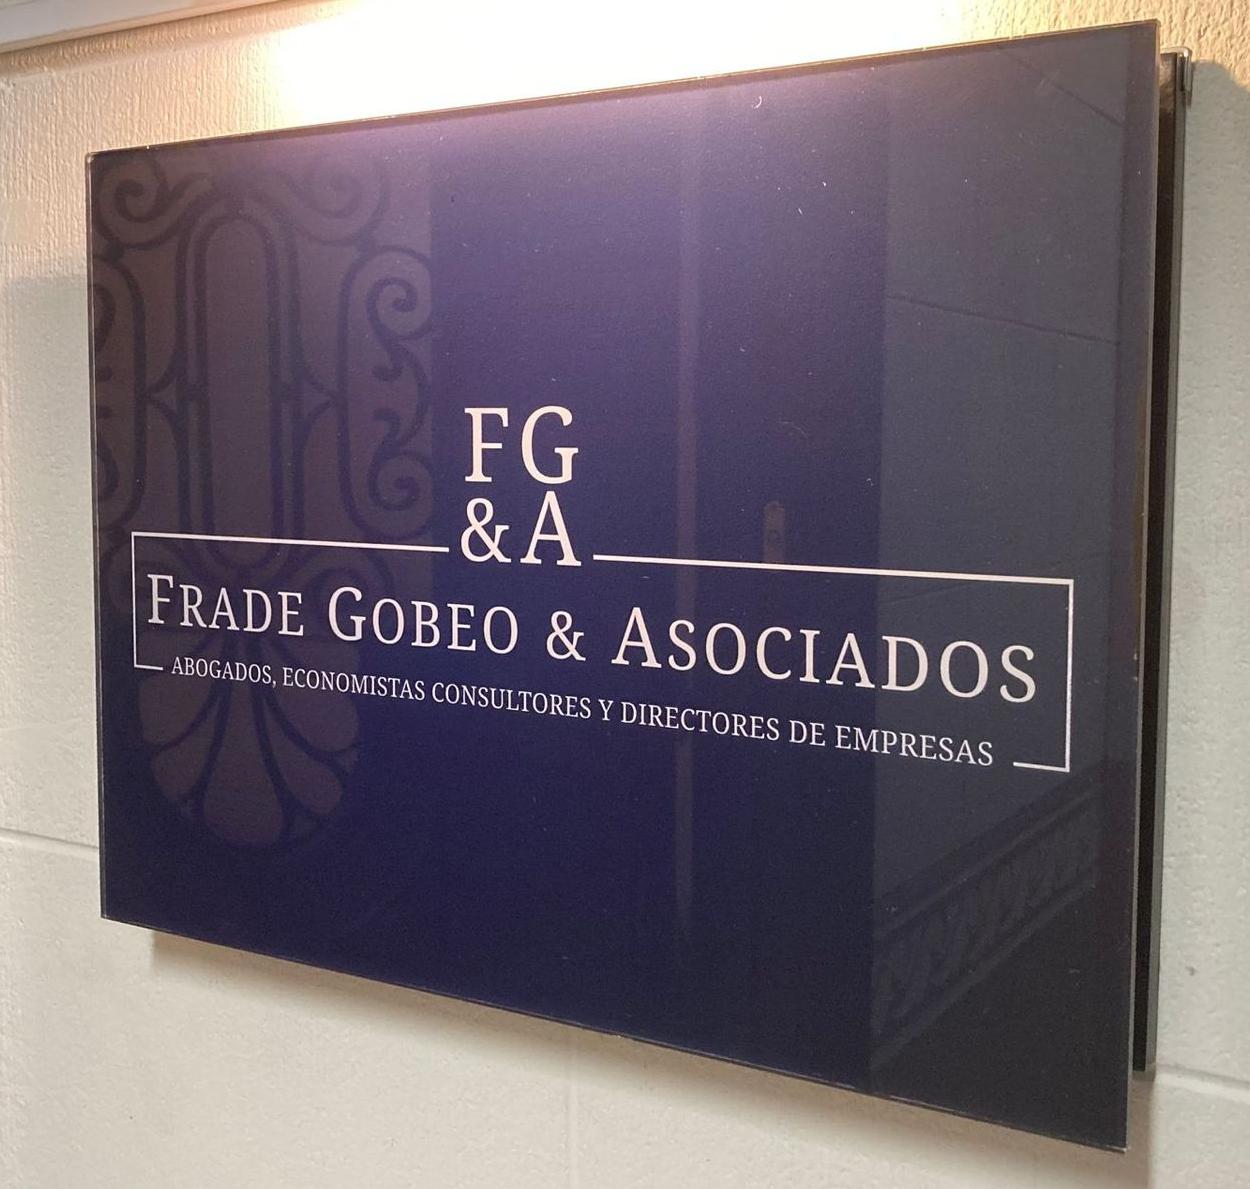 FG
&A
FRADE GOBEO & ASOCIADOS
ABOGADOS, ECONOMISTAS CONSULTORES Y DIRECTORES DE EMPRESAS